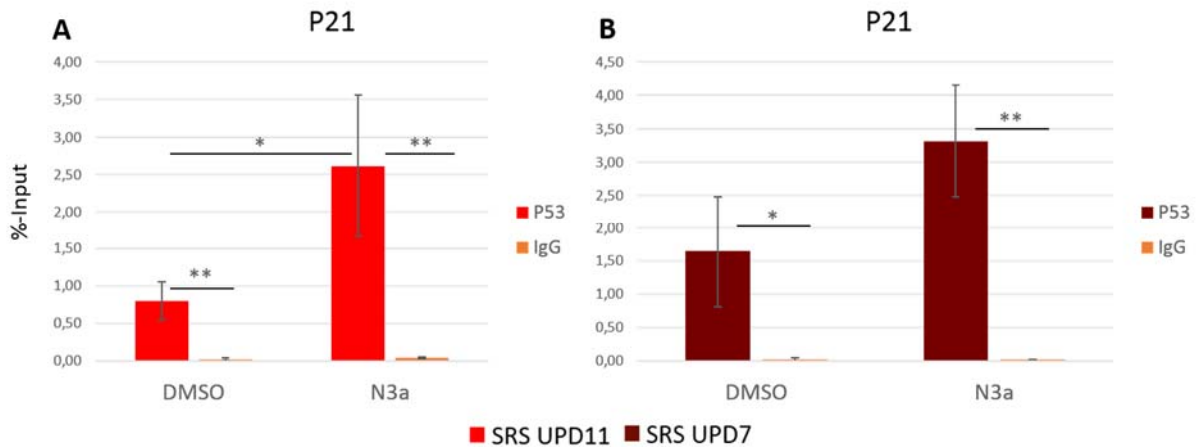 A
P21
4,00
3,50
3,00
2,50
2,00
1,50
1,00
0,50
0,00
%-Input
*
**
**
DMSO
N3a
P53
IgG
B
P21
4,50
4,00
3,50
3,00
2,50
2,00
1,50
1,00
0,50
0,00
**
*
DMSO
N3a
P53
IgG
SRS UPD11 SRS UPD7